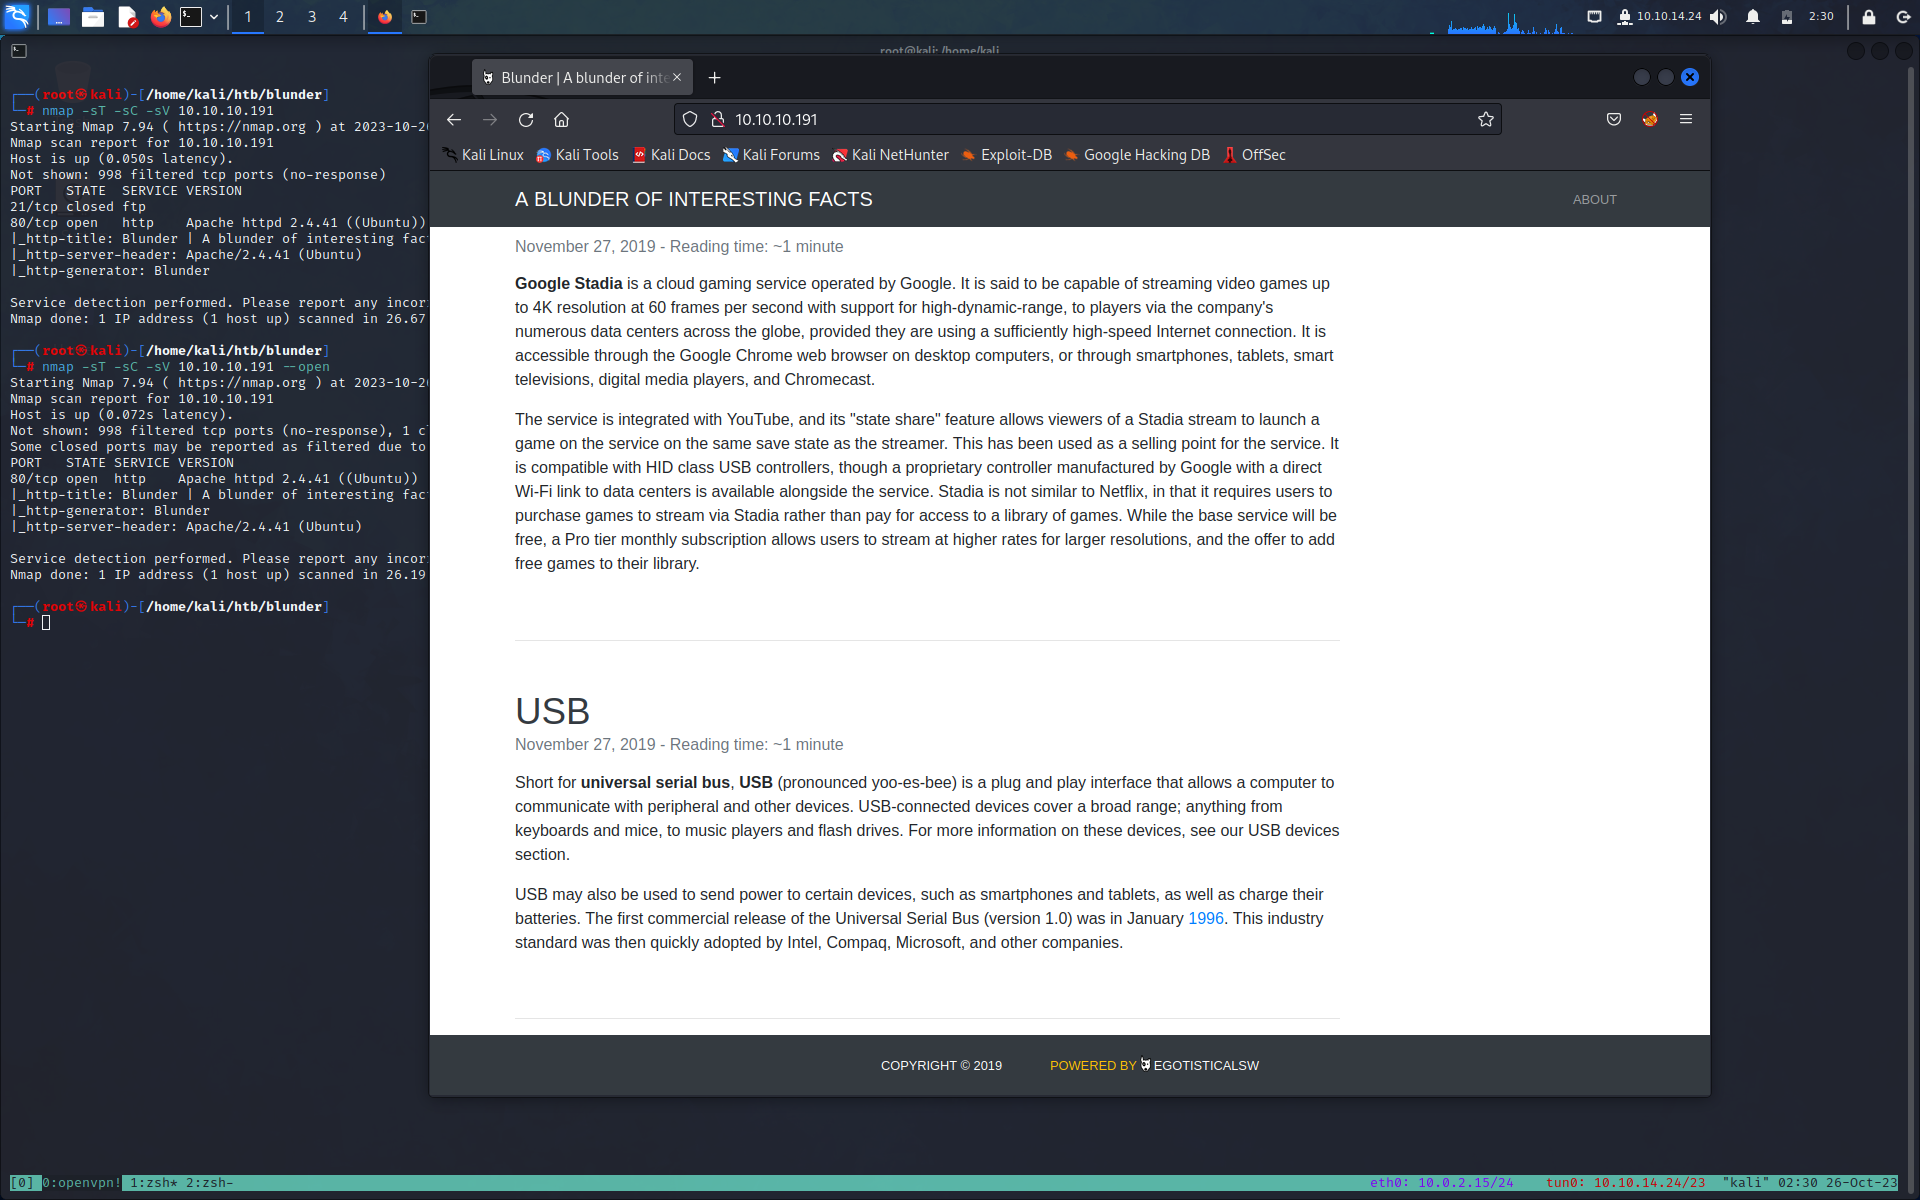 1 2 3 4
10.10.14.24 2:30
root@kali: /home/kali
(root㉿kali)-[/home/kali/htb/blunder]
# nmap -sT -sC -sV 10.10.10.191
Starting Nmap 7.94 ( https://nmap.org ) at 2023-10-26
Nmap scan report for 10.10.10.191
Host is up (0.050s latency).
Not shown: 998 filtered tcp ports (no-response)
PORT   STATE  SERVICE VERSION
21/tcp closed ftp
80/tcp open   http    Apache httpd 2.4.41 ((Ubuntu))
|_http-title: Blunder | A blunder of interesting fac
|_http-server-header: Apache/2.4.41 (Ubuntu)
|_http-generator: Blunder
Service detection performed. Please report any incor
Nmap done: 1 IP address (1 host up) scanned in 26.67
(root㉿kali)-[/home/kali/htb/blunder]
# nmap -sT -sC -sV 10.10.10.191 --open
Starting Nmap 7.94 ( https://nmap.org ) at 2023-10-26
Nmap scan report for 10.10.10.191
Host is up (0.072s latency).
Not shown: 998 filtered tcp ports (no-response), 1 cl
Some closed ports may be reported as filtered due to
PORT   STATE SERVICE VERSION
80/tcp open  http    Apache httpd 2.4.41 ((Ubuntu))
|_http-title: Blunder | A blunder of interesting fac
|_http-generator: Blunder
|_http-server-header: Apache/2.4.41 (Ubuntu)
Service detection performed. Please report any incor
Nmap done: 1 IP address (1 host up) scanned in 26.19
(root㉿kali)-[/home/kali/htb/blunder]
#
Blunder | A blunder of inte
10.10.10.191
Kali Linux Kali Tools Kali Docs Kali Forums Kali NetHunter Exploit-DB Google Hacking DB OffSec
A BLUNDER OF INTERESTING FACTS ABOUT
November 27, 2019 - Reading time: ~1 minute
Google Stadia is a cloud gaming service operated by Google. It is said to be capable of streaming video games up
to 4K resolution at 60 frames per second with support for high-dynamic-range, to players via the company's
numerous data centers across the globe, provided they are using a sufficiently high-speed Internet connection. It is
accessible through the Google Chrome web browser on desktop computers, or through smartphones, tablets, smart
televisions, digital media players, and Chromecast.
The service is integrated with YouTube, and its "state share" feature allows viewers of a Stadia stream to launch a
game on the service on the same save state as the streamer. This has been used as a selling point for the service. It
is compatible with HID class USB controllers, though a proprietary controller manufactured by Google with a direct
Wi-Fi link to data centers is available alongside the service. Stadia is not similar to Netflix, in that it requires users to
purchase games to stream via Stadia rather than pay for access to a library of games. While the base service will be
free, a Pro tier monthly subscription allows users to stream at higher rates for larger resolutions, and the offer to add
free games to their library.
USB
November 27, 2019 - Reading time: ~1 minute
Short for universal serial bus, USB (pronounced yoo-es-bee) is a plug and play interface that allows a computer to
communicate with peripheral and other devices. USB-connected devices cover a broad range; anything from
keyboards and mice, to music players and flash drives. For more information on these devices, see our USB devices
section.
USB may also be used to send power to certain devices, such as smartphones and tablets, as well as charge their
batteries. The first commercial release of the Universal Serial Bus (version 1.0) was in January 1996. This industry
standard was then quickly adopted by Intel, Compaq, Microsoft, and other companies.
COPYRIGHT © 2019 POWERED BY EGOTISTICALSW
[0] 0:openvpn! 1:zsh* 2:zsh- eth0: 10.0.2.15/24 tun0: 10.10.14.24/23 "kali" 02:30 26-Oct-23